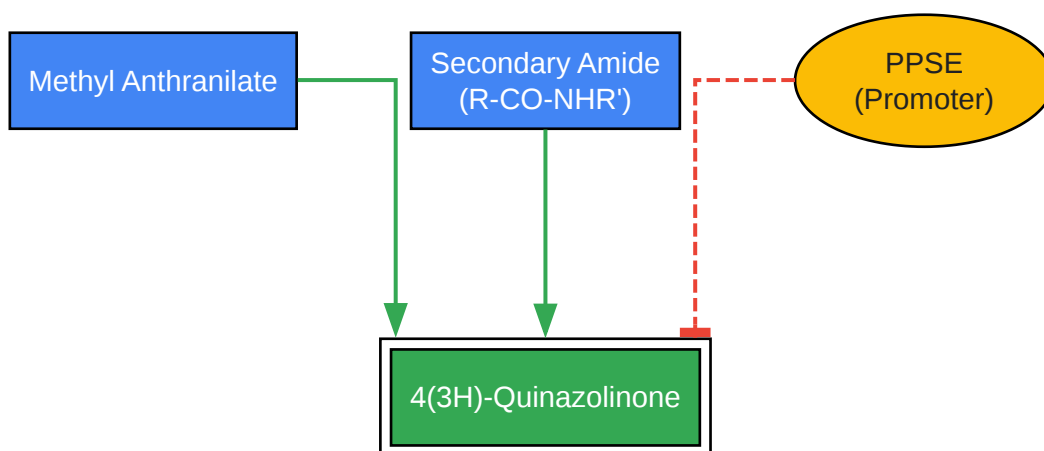 Methyl Anthranilate
Secondary Amide
(R-CO-NHR')
PPSE
(Promoter)
4(3H)-Quinazolinone